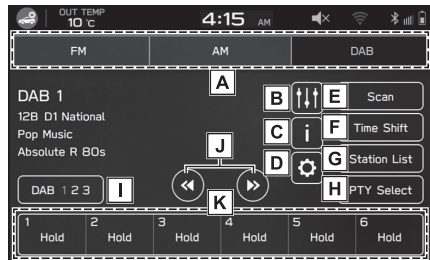 OUT TEMP
10 °C
4:15 AM
FM AM DAB
A
DAB 1
12B D1 National
Pop Music
Absolute R 80s
B
C
D
E Scan
F Time Shift
G Station List
H PTY Select
J
DAB 1 2 3
I
K
1 Hold
2 Hold
3 Hold
4 Hold
5 Hold
6 Hold